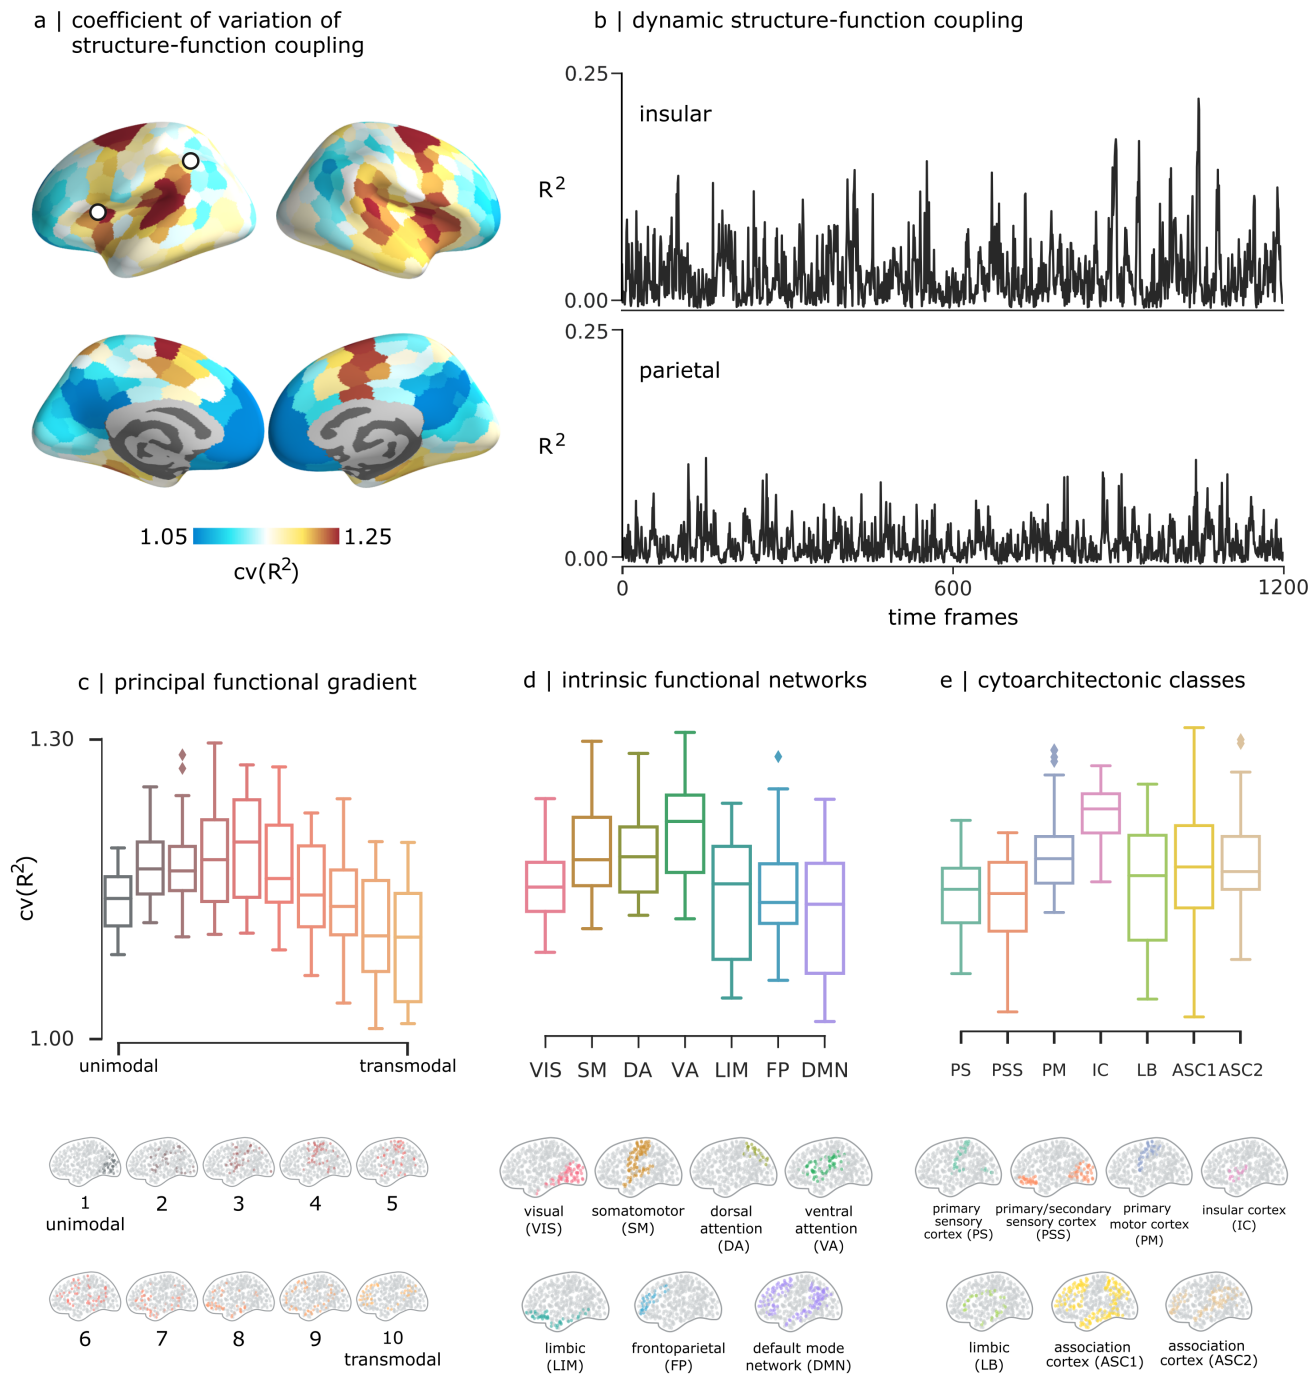 a | coefficient of variation of
structure-function coupling
1.05
1.25
cv(R²)
b | dynamic structure-function coupling
0.25
insular
R²
0.00
0.25
parietal
R²
0.00
0
600
1200
time frames
c | principal functional gradient
1.30
cv(R²)
1.00
unimodal
transmodal
1
unimodal
2
3
4
5
6
7
8
9
10
transmodal
d | intrinsic functional networks
VIS SM DA VA LIM FP DMN
visual
(VIS)
somatomotor
(SM)
dorsal
attention
(DA)
ventral
attention
(VA)
limbic
(LIM)
frontoparietal
(FP)
default mode
network (DMN)
e | cytoarchitectonic classes
PS PSS PM IC LB ASC1 ASC2
primary
sensory
cortex (PS)
primary/secondary
sensory cortex
(PSS)
primary
motor cortex
(PM)
insular cortex
(IC)
limbic
(LB)
association
cortex (ASC1)
association
cortex (ASC2)